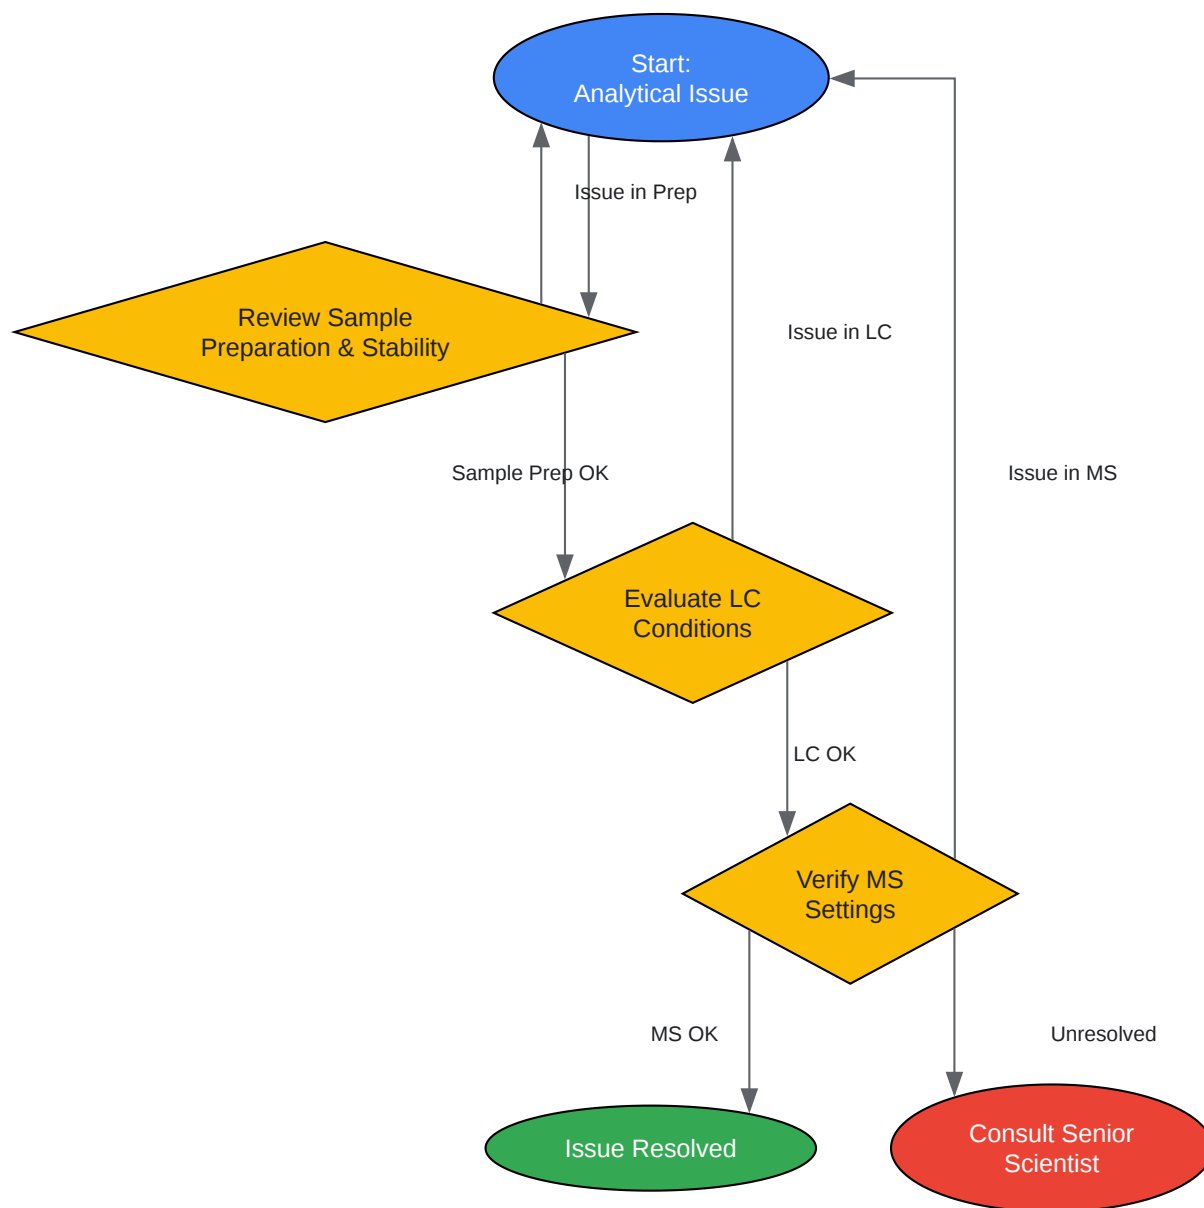 Start:
Analytical Issue
Issue in Prep
Review Sample
Preparation & Stability
Issue in LC
Sample Prep OK
Issue in MS
Evaluate LC
Conditions
LC OK
Verify MS
Settings
MS OK
Unresolved
Issue Resolved
Consult Senior
Scientist